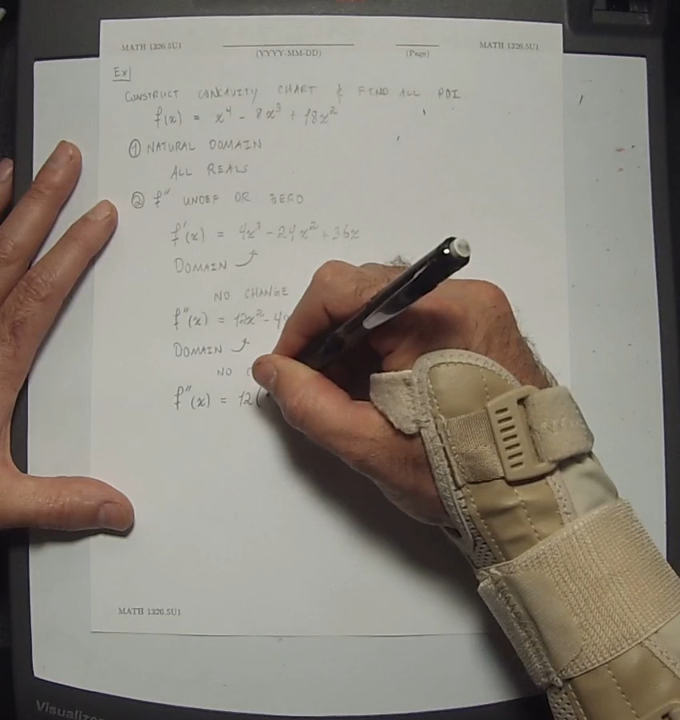 MATH 1326.5U1 (YYYY-MM-DD) (Page) MATH 1326.5U1
Ex1
CONSTRUCT CONCAVITY CHART & FIND ALL POI
f(x) = x⁴ - 8x³ + 18x²
① NATURAL DOMAIN
ALL REALS
② f'' UNDEF OR ZERO
f'(x) = 4x³ - 24x² + 36x
DOMAIN
NO CHANGE
f''(x) = 12x² - 4
DOMAIN
NO C
f''(x) = 12(
MATH 1326.5U1
Visualize